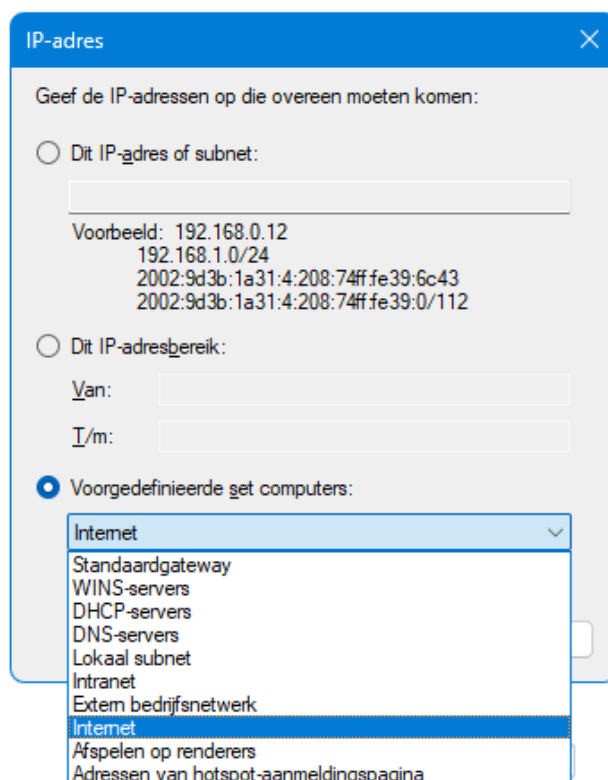 IP-adres
Geef de IP-adressen op die overeen moeten komen:
Dit IP-adres of subnet:
Voorbeeld: 192.168.0.12
192.168.1.0/24
2002:9d3b:1a31:4:208:74ff:fe39:6c43
2002:9d3b:1a31:4:208:74ff:fe39:0/112
Dit IP-adresbereik:
Van:
T/m:
Voorgedefinieerde set computers:
Internet
Standaardgateway
WINS-servers
DHCP-servers
DNS-servers
Lokaal subnet
Intranet
Extern bedrijfsnetwerk
Internet
Afspelen op renderers
Adressen van hotspot-aanmeldingspagina